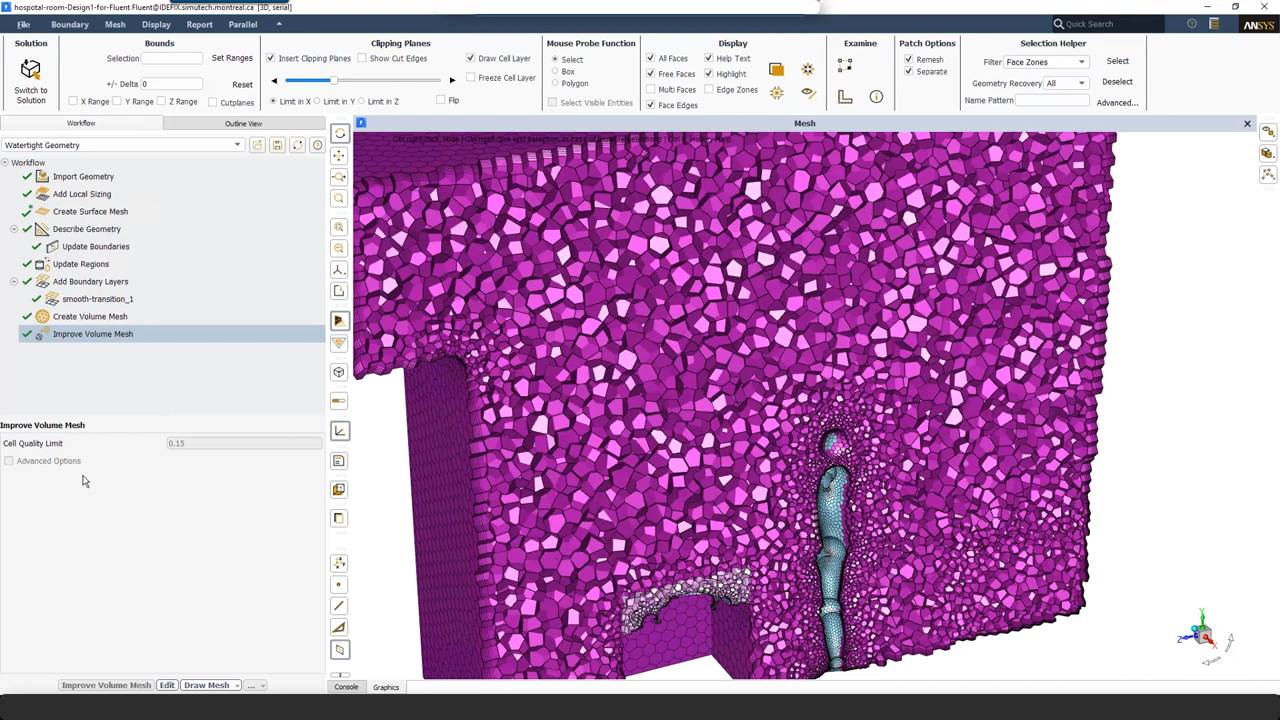 hospotal-room-Design1-for-Fluent Fluent@IDEFIX.simutech.montreal.ca [3D, serial]
File Boundary Mesh Display Report Parallel Quick Search ANSYS
Solution Bounds Clipping Planes Mouse Probe Function Display Examine Patch Options Selection Helper
Selection Set Ranges Insert Clipping Planes Show Cut Edges Draw Cell Layer Select All Faces Help Text Remesh Filter Face Zones Select
Free Faces Highlight Separate
+/- Delta 0 Reset Freeze Cell Layer Box Polygon Geometry Recovery All Deselect
Switch to Solution
Multi Faces Edge Zones
X Range Y Range Z Range Cutplanes Limit in X Limit in Y Limit in Z Flip Select Visible Entities Face Edges Name Pattern Advanced...
Workflow Outline View Mesh
Watertight Geometry
Workflow
Import Geometry
Add Local Sizing
Create Surface Mesh
Describe Geometry
Update Boundaries
Update Regions
Add Boundary Layers
smooth-transition_1
Create Volume Mesh
Improve Volume Mesh
Improve Volume Mesh
Cell Quality Limit 0.15
Advanced Options
Y
Z
X
Improve Volume Mesh Edit Draw Mesh ... Console Graphics